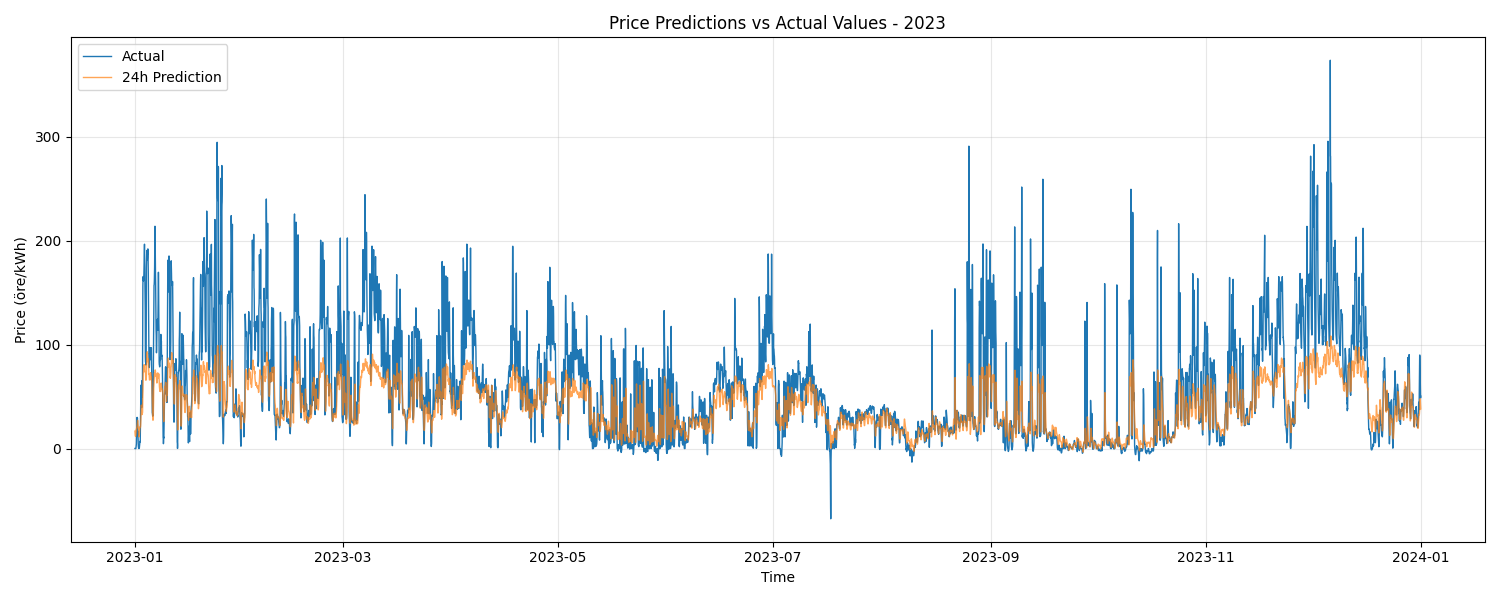 Price Predictions vs Actual Values - 2023
Actual
24h Prediction
Price (öre/kWh)
300
200
100
0
2023-01
2023-03
2023-05
2023-07
2023-09
2023-11
2024-01
Time